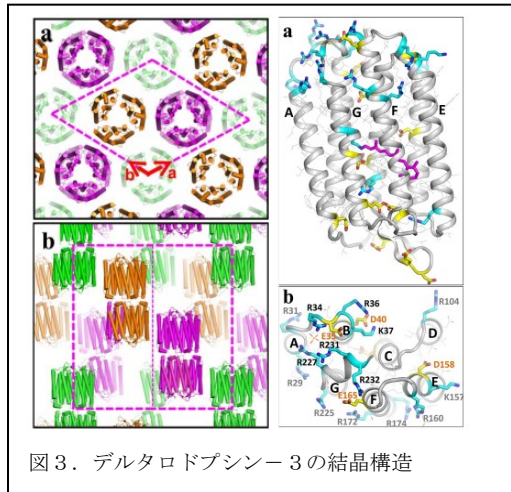 a
b a
b
a
A G F E
b
R31 R34 R36 D40 R104
E35 B K37 D
A R231 C
R227 D158
R29 G R232 E
E165 F K157
R225 R172 R174 R160
図３．デルタロドプシン－３の結晶構造